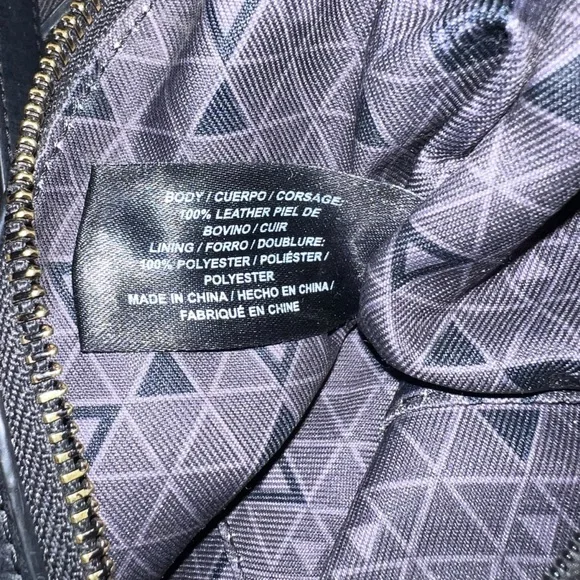 BODY / CUERPO / CORSAGE:
100% LEATHER PIEL DE
BOVINO / CUIR
LINING / FORRO / DOUBLURE:
100% POLYESTER / POLIÉSTER /
POLYESTER
MADE IN CHINA / HECHO EN CHINA /
FABRIQUÉ EN CHINE